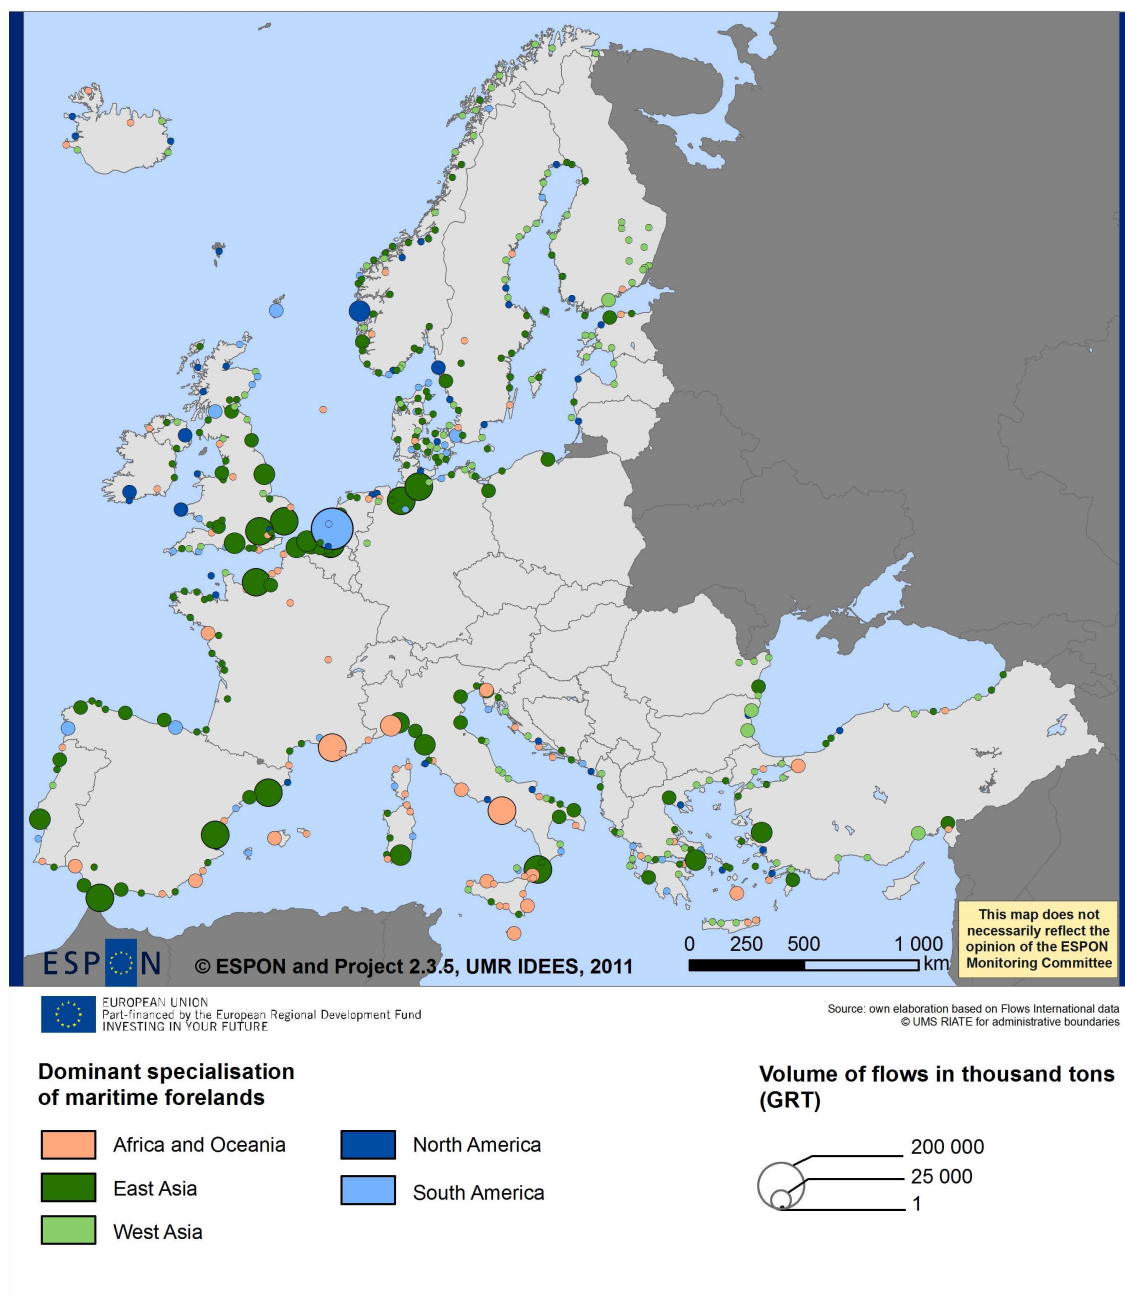 This map does not
necessarily reflect the
opinion of the ESPON
Monitoring Committee
0 250 500 1 000
km
ESPON
© ESPON and Project 2.3.5, UMR IDEES, 2011
EUROPEAN UNION
Part-financed by the European Regional Development Fund
INVESTING IN YOUR FUTURE
Source: own elaboration based on Flows International data
© UMS RIATE for administrative boundaries
Dominant specialisation
of maritime forelands
Africa and Oceania
East Asia
West Asia
North America
South America
Volume of flows in thousand tons
(GRT)
200 000
25 000
1